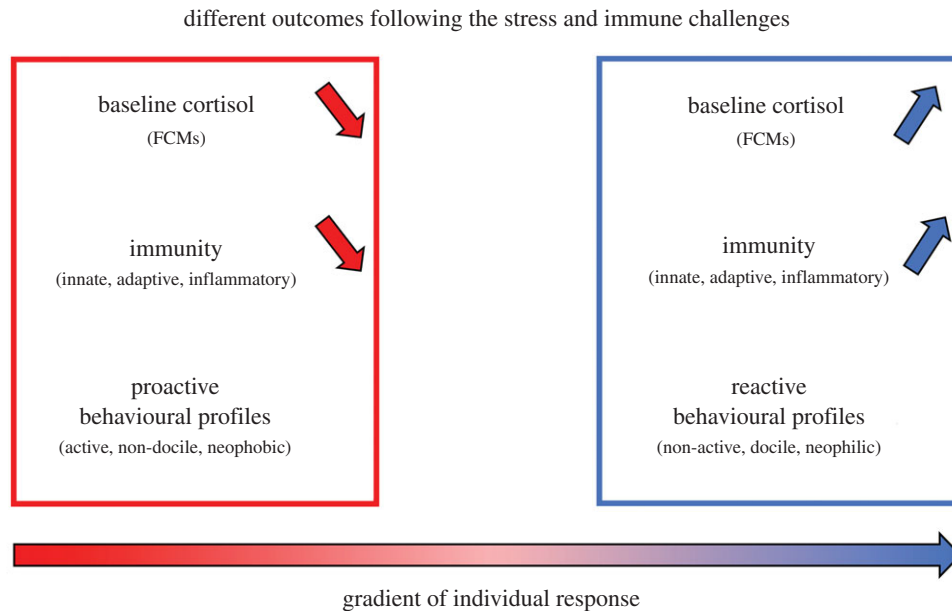 different outcomes following the stress and immune challenges
baseline cortisol
(FCMs)
immunity
(innate, adaptive, inflammatory)
proactive
behavioural profiles
(active, non-docile, neophobic)
baseline cortisol
(FCMs)
immunity
(innate, adaptive, inflammatory)
reactive
behavioural profiles
(non-active, docile, neophilic)
gradient of individual response